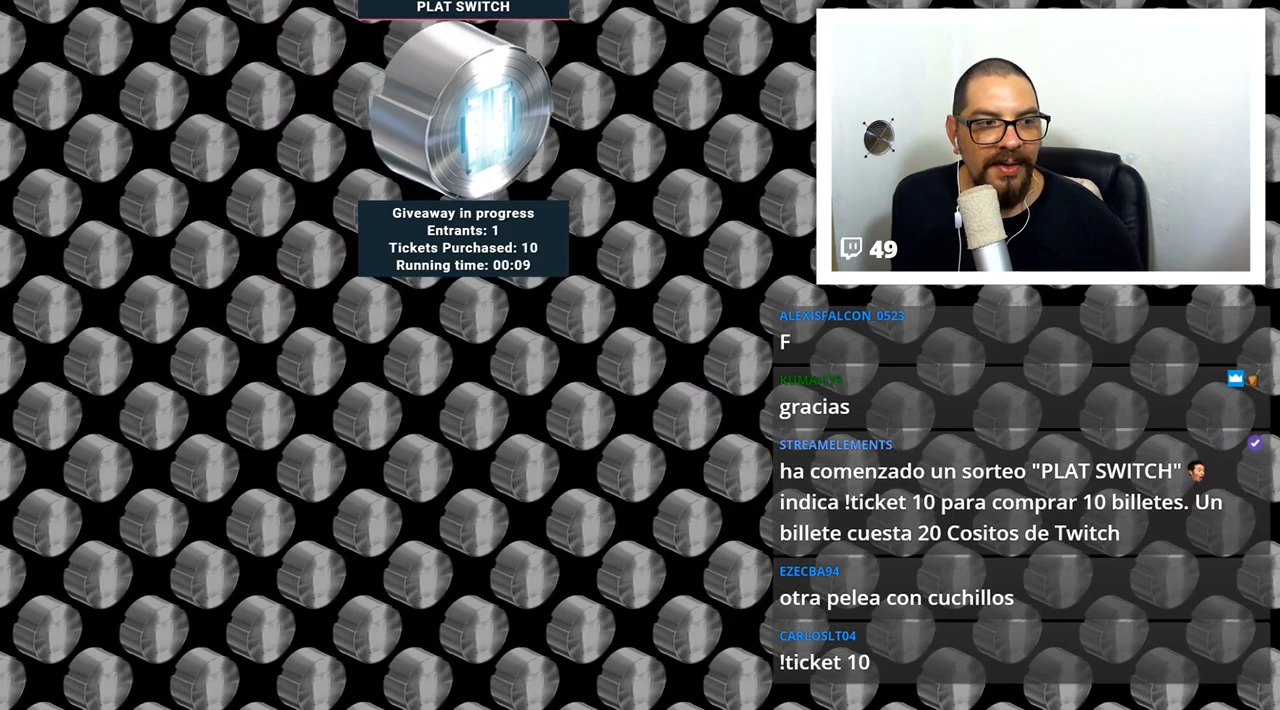 PLAT SWITCH
Giveaway in progress
Entrants: 1
Tickets Purchased: 10
Running time: 00:09
49
ALEXISFALCON_0523
F
gracias
STREAMELEMENTS
ha comenzado un sorteo "PLAT SWITCH"
indica !ticket 10 para comprar 10 billetes. Un
billete cuesta 20 Cositos de Twitch
EZECBA94
otra pelea con cuchillos
CARLOSLT04
!ticket 10